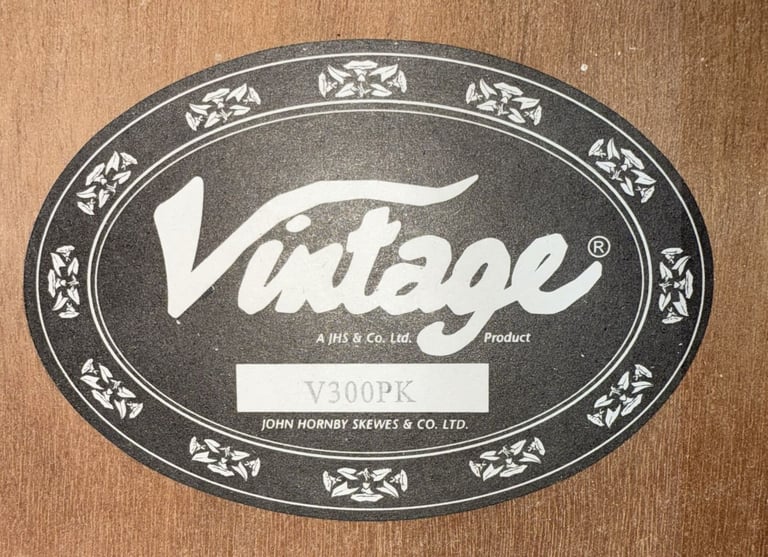 Vintage®
A JHS & Co. Ltd. Product
V300PK
JOHN HORNBY SKEWES & CO. LTD.